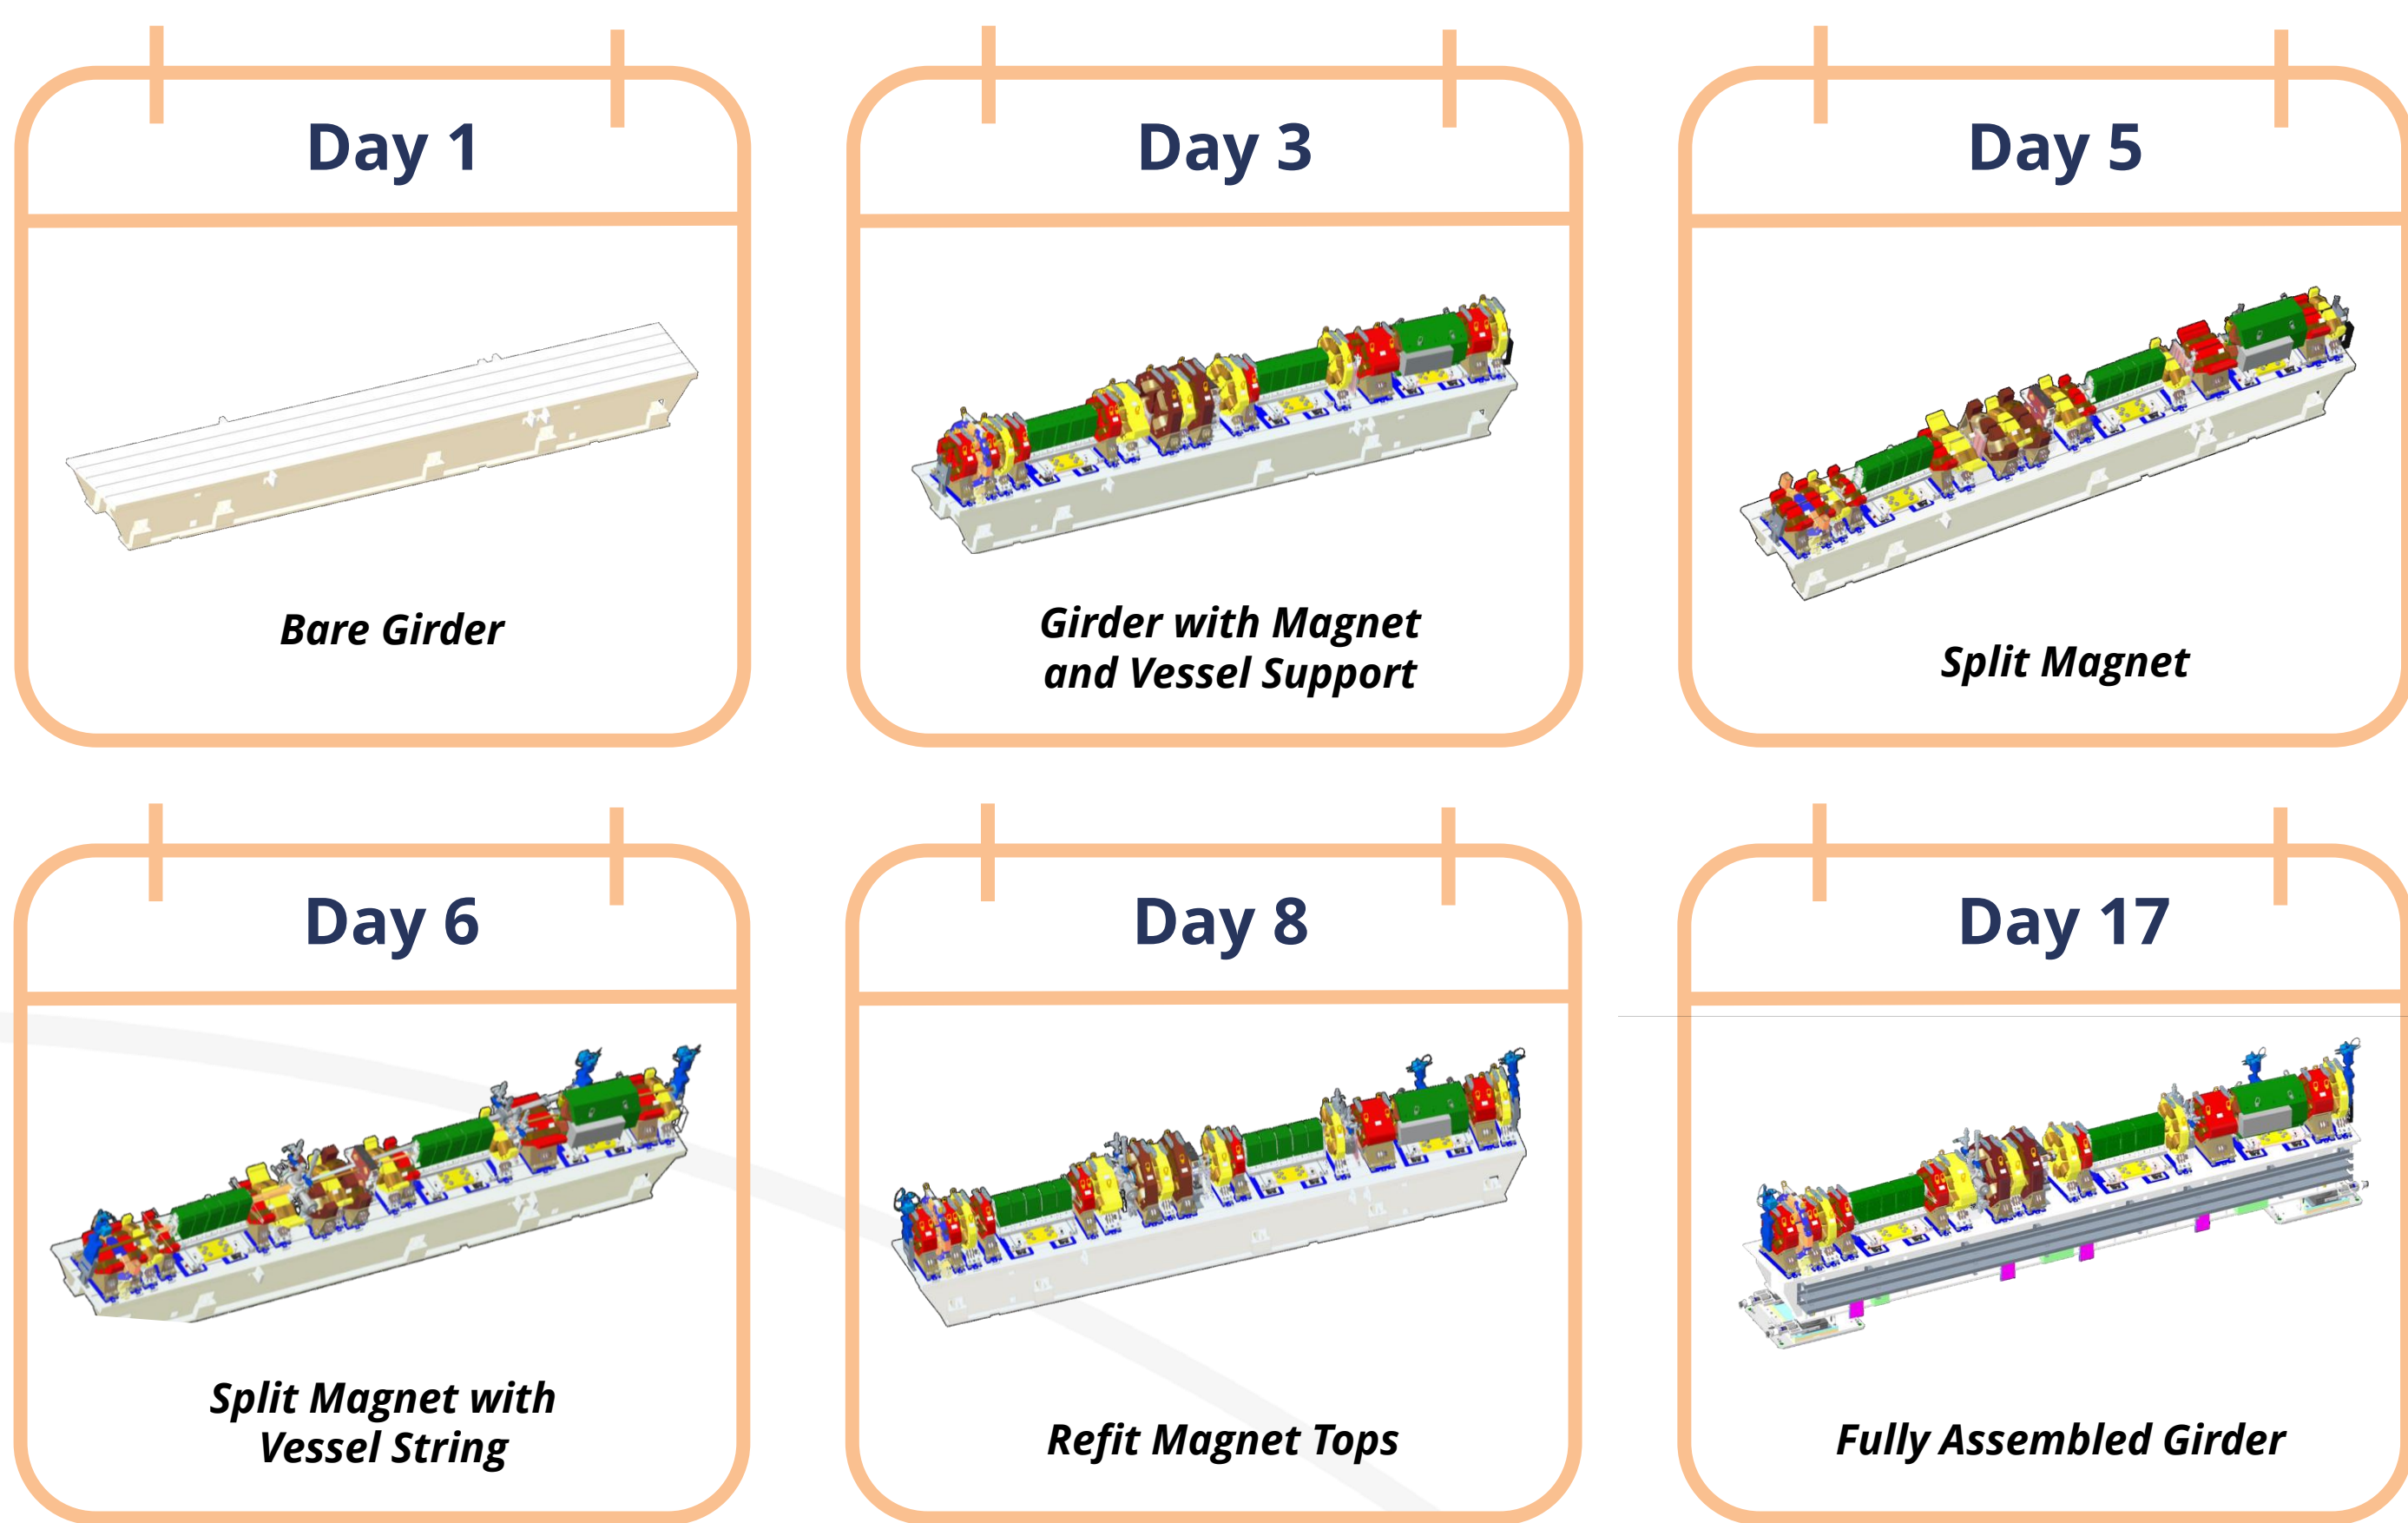 Day 1
Bare Girder
Day 3
Girder with Magnet
and Vessel Support
Day 5
Split Magnet
Day 6
Split Magnet with
Vessel String
Day 8
Refit Magnet Tops
Day 17
Fully Assembled Girder